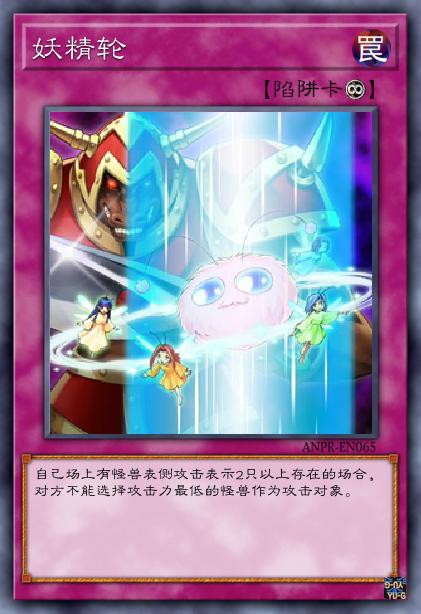 妖精轮
罠
【陷阱卡】
ANPR-EN065
自己场上有怪兽表侧攻击表示2只以上存在的场合，
对方不能选择攻击力最低的怪兽作为攻击对象。